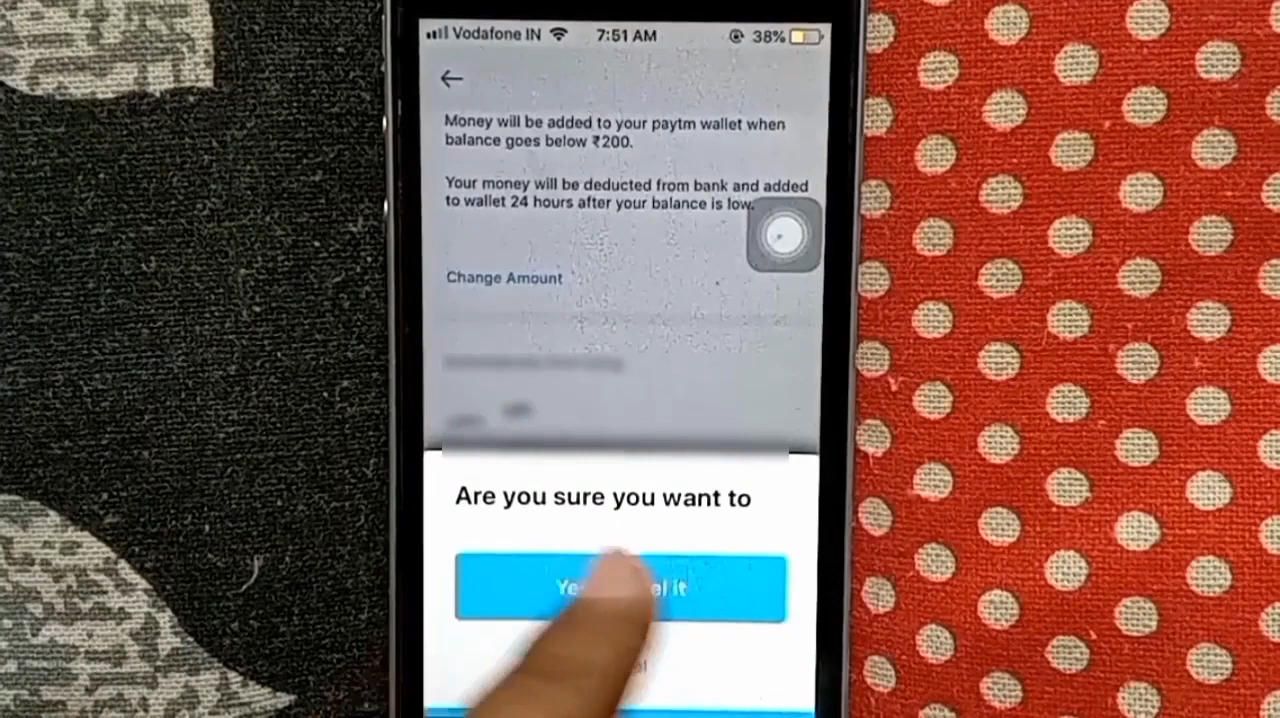 Vodafone IN 7:51 AM 38%
Money will be added to your paytm wallet when
balance goes below ₹200.
Your money will be deducted from bank and added
to wallet 24 hours after your balance is low.
Change Amount
Are you sure you want to
it